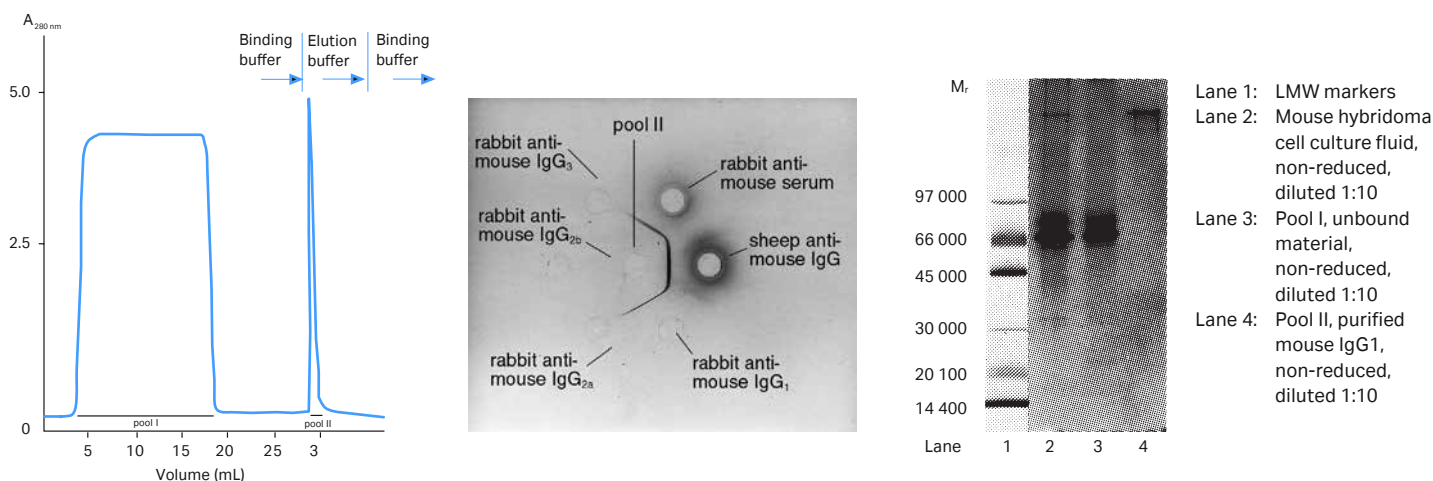 A280 nm
Binding
buffer
Elution
buffer
Binding
buffer
5.0
2.5
0
pool I
pool II
5
10
15
20
25
3
Volume (mL)
pool II
rabbit anti-
mouse IgG3
rabbit anti-
mouse serum
rabbit anti-
mouse IgG2b
sheep anti-
mouse IgG
rabbit anti-
mouse IgG2a
rabbit anti-
mouse IgG1
Mr
97 000
66 000
45 000
30 000
20 100
14 400
Lane
1
2
3
4
Lane 1: LMW markers
Lane 2: Mouse hybridoma
cell culture fluid,
non-reduced,
diluted 1:10
Lane 3: Pool I, unbound
material,
non-reduced,
diluted 1:10
Lane 4: Pool II, purified
mouse IgG1,
non-reduced,
diluted 1:10